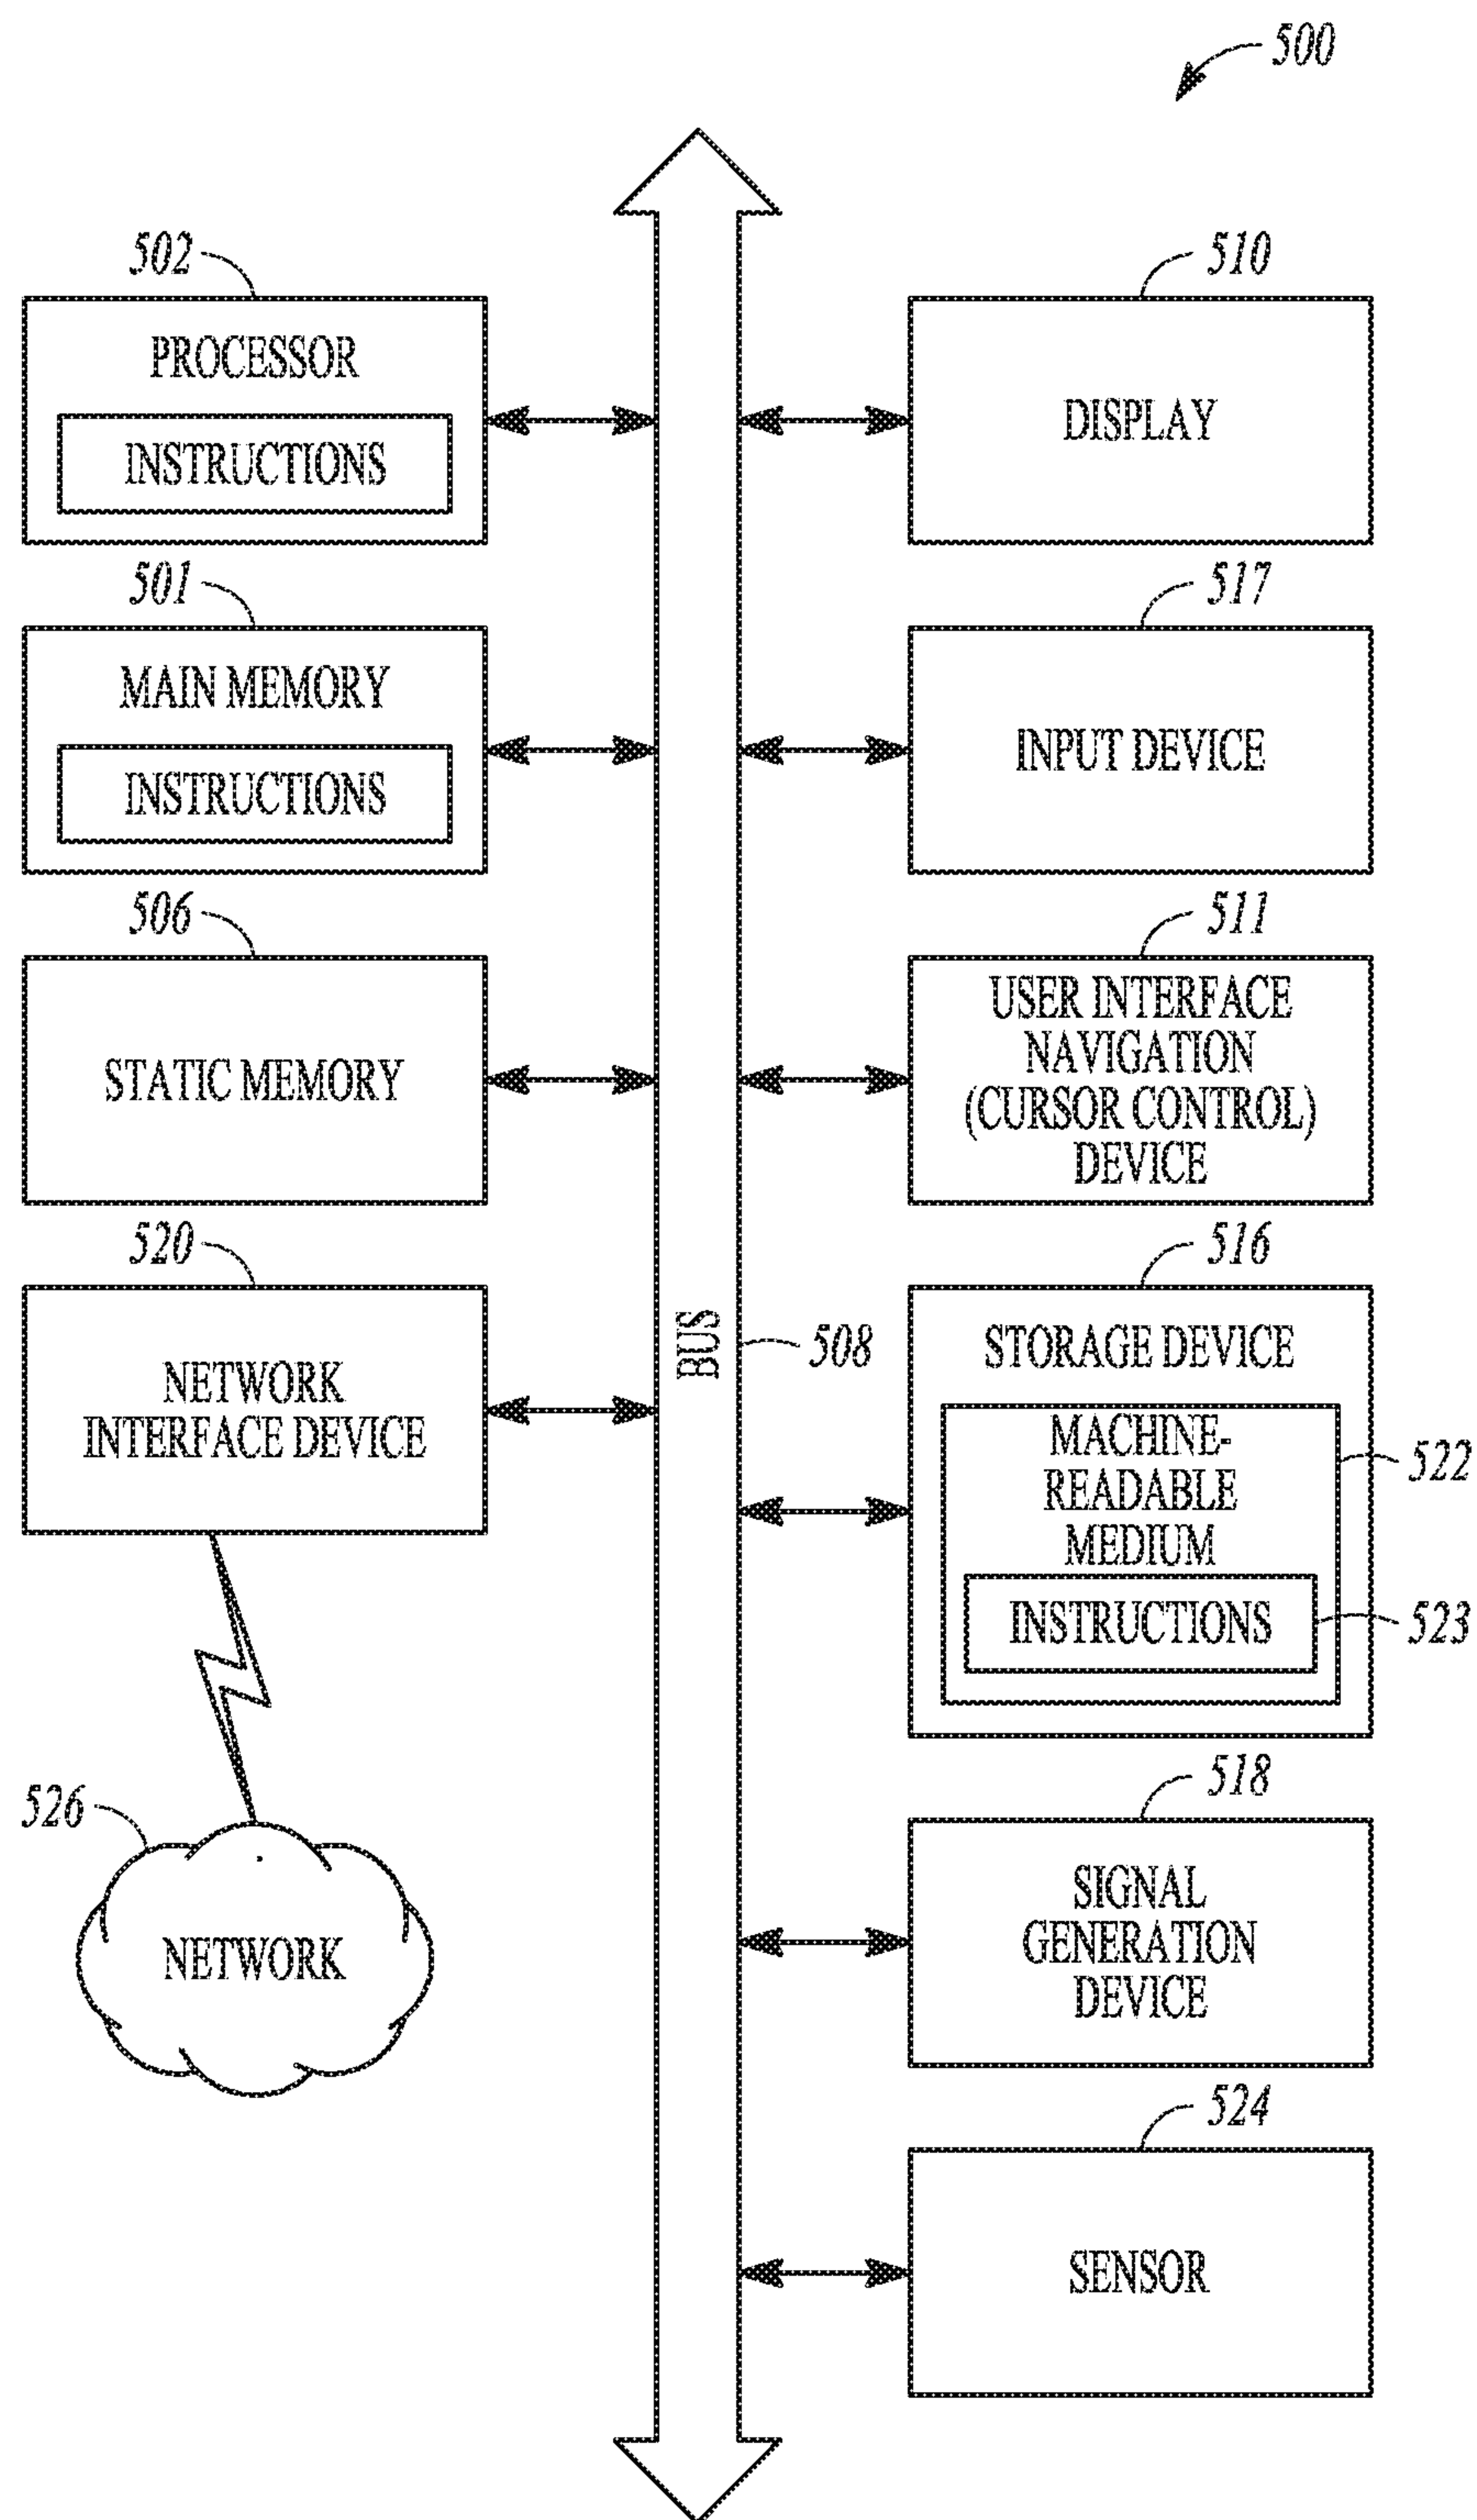 500
502
PROCESSOR
INSTRUCTIONS
501
MAIN MEMORY
INSTRUCTIONS
506
STATIC MEMORY
520
NETWORK
INTERFACE DEVICE
526
NETWORK
BUS
508
510
DISPLAY
517
INPUT DEVICE
511
USER INTERFACE
NAVIGATION
(CURSOR CONTROL)
DEVICE
516
STORAGE DEVICE
MACHINE-
READABLE
MEDIUM
522
INSTRUCTIONS
523
518
SIGNAL
GENERATION
DEVICE
524
SENSOR